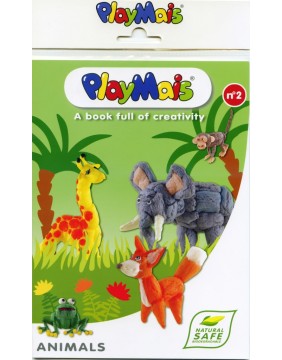 PlayMais®
PlayMais®
A book full of creativity
n°2
NATURAL
SAFE
ANIMALS